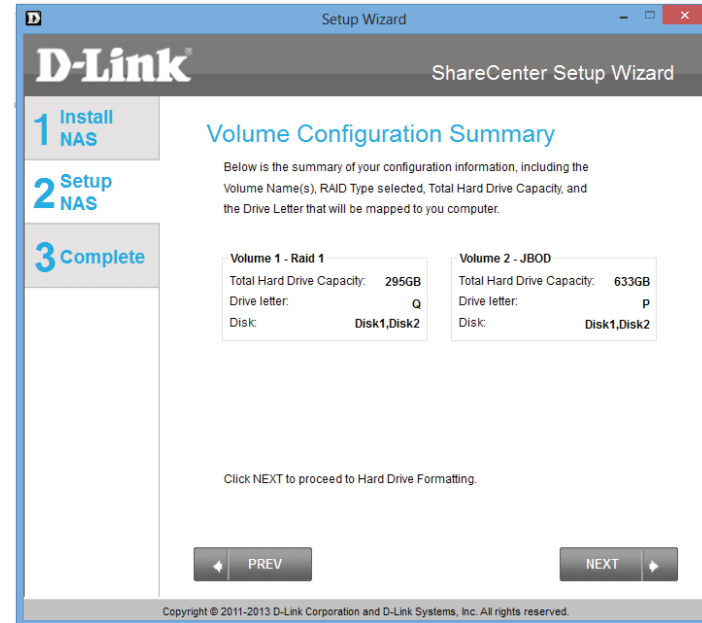 Setup Wizard
D-Link®
ShareCenter Setup Wizard
1 Install
NAS
2 Setup
NAS
3 Complete
Volume Configuration Summary
Below is the summary of your configuration information, including the
Volume Name(s), RAID Type selected, Total Hard Drive Capacity, and
the Drive Letter that will be mapped to you computer.
Volume 1 - Raid 1
Total Hard Drive Capacity: 295GB
Drive letter: Q
Disk: Disk1,Disk2
Volume 2 - JBOD
Total Hard Drive Capacity: 633GB
Drive letter: P
Disk: Disk1,Disk2
Click NEXT to proceed to Hard Drive Formatting.
PREV
NEXT
Copyright © 2011-2013 D-Link Corporation and D-Link Systems, Inc. All rights reserved.